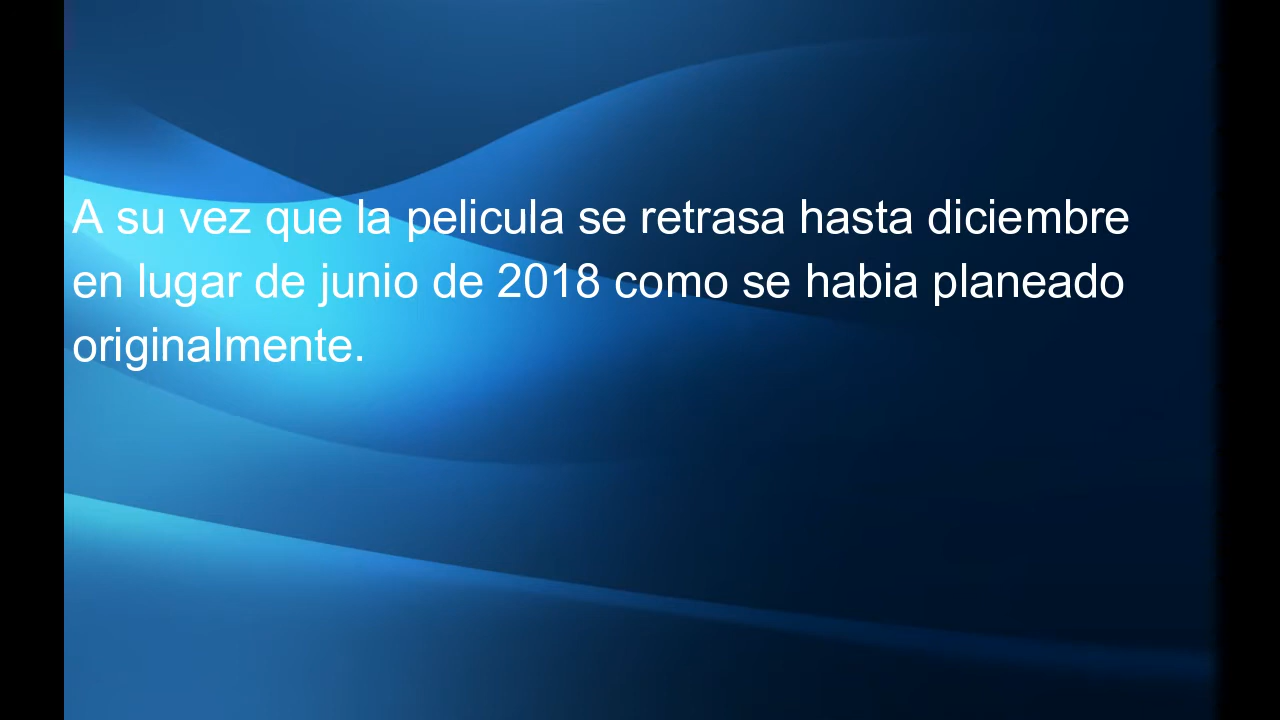 A su vez que la pelicula se retrasa hasta diciembre
en lugar de junio de 2018 como se habia planeado
originalmente.